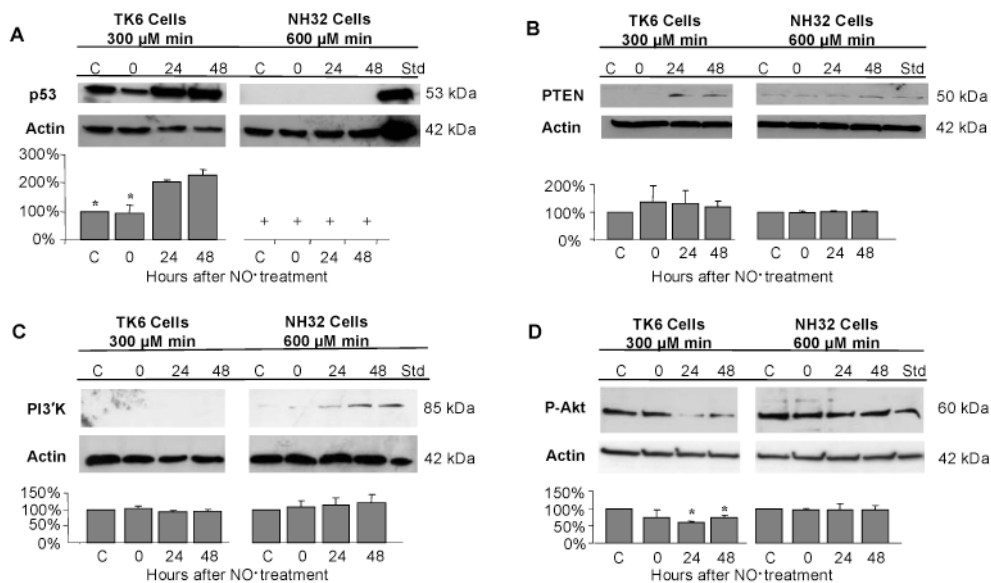 A
TK6 Cells
300 µM min
NH32 Cells
600 µM min
C 0 24 48 C 0 24 48 Std
p53
53 kDa
Actin
42 kDa
300%
200%
100%
0%
* *
+ + + +
C 0 24 48 C 0 24 48
Hours after NO• treatment
B
TK6 Cells
300 µM min
NH32 Cells
600 µM min
C 0 24 48 C 0 24 48 Std
PTEN
50 kDa
Actin
42 kDa
200%
100%
0%
C 0 24 48 C 0 24 48
Hours after NO• treatment
C
TK6 Cells
300 µM min
NH32 Cells
600 µM min
C 0 24 48 C 0 24 48 Std
PI3'K
85 kDa
Actin
42 kDa
150%
100%
50%
0%
C 0 24 48 C 0 24 48
Hours after NO• treatment
D
TK6 Cells
300 µM min
NH32 Cells
600 µM min
C 0 24 48 C 0 24 48 Std
P-Akt
60 kDa
Actin
42 kDa
150%
100%
50%
0%
* *
C 0 24 48 C 0 24 48
Hours after NO• treatment